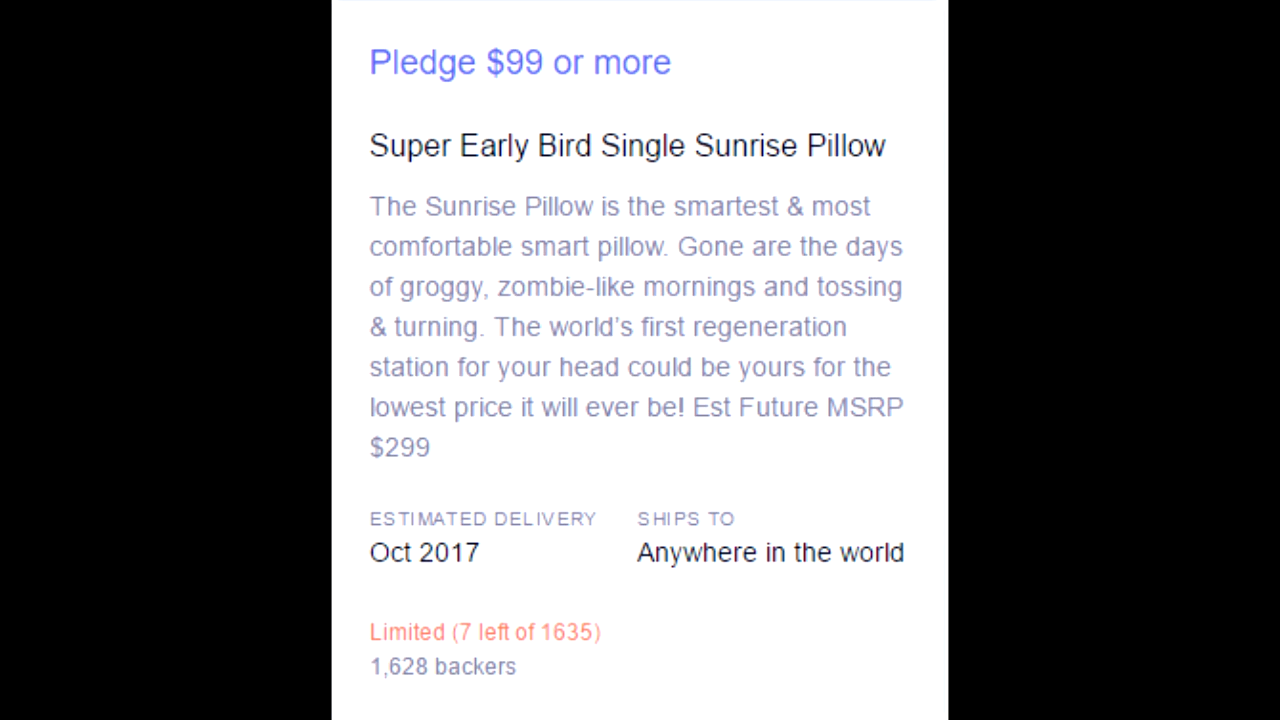 Pledge $99 or more
Super Early Bird Single Sunrise Pillow
The Sunrise Pillow is the smartest & most
comfortable smart pillow. Gone are the days
of groggy, zombie-like mornings and tossing
& turning. The world’s first regeneration
station for your head could be yours for the
lowest price it will ever be! Est Future MSRP
$299
ESTIMATED DELIVERY SHIPS TO
Oct 2017 Anywhere in the world
Limited (7 left of 1635)
1,628 backers